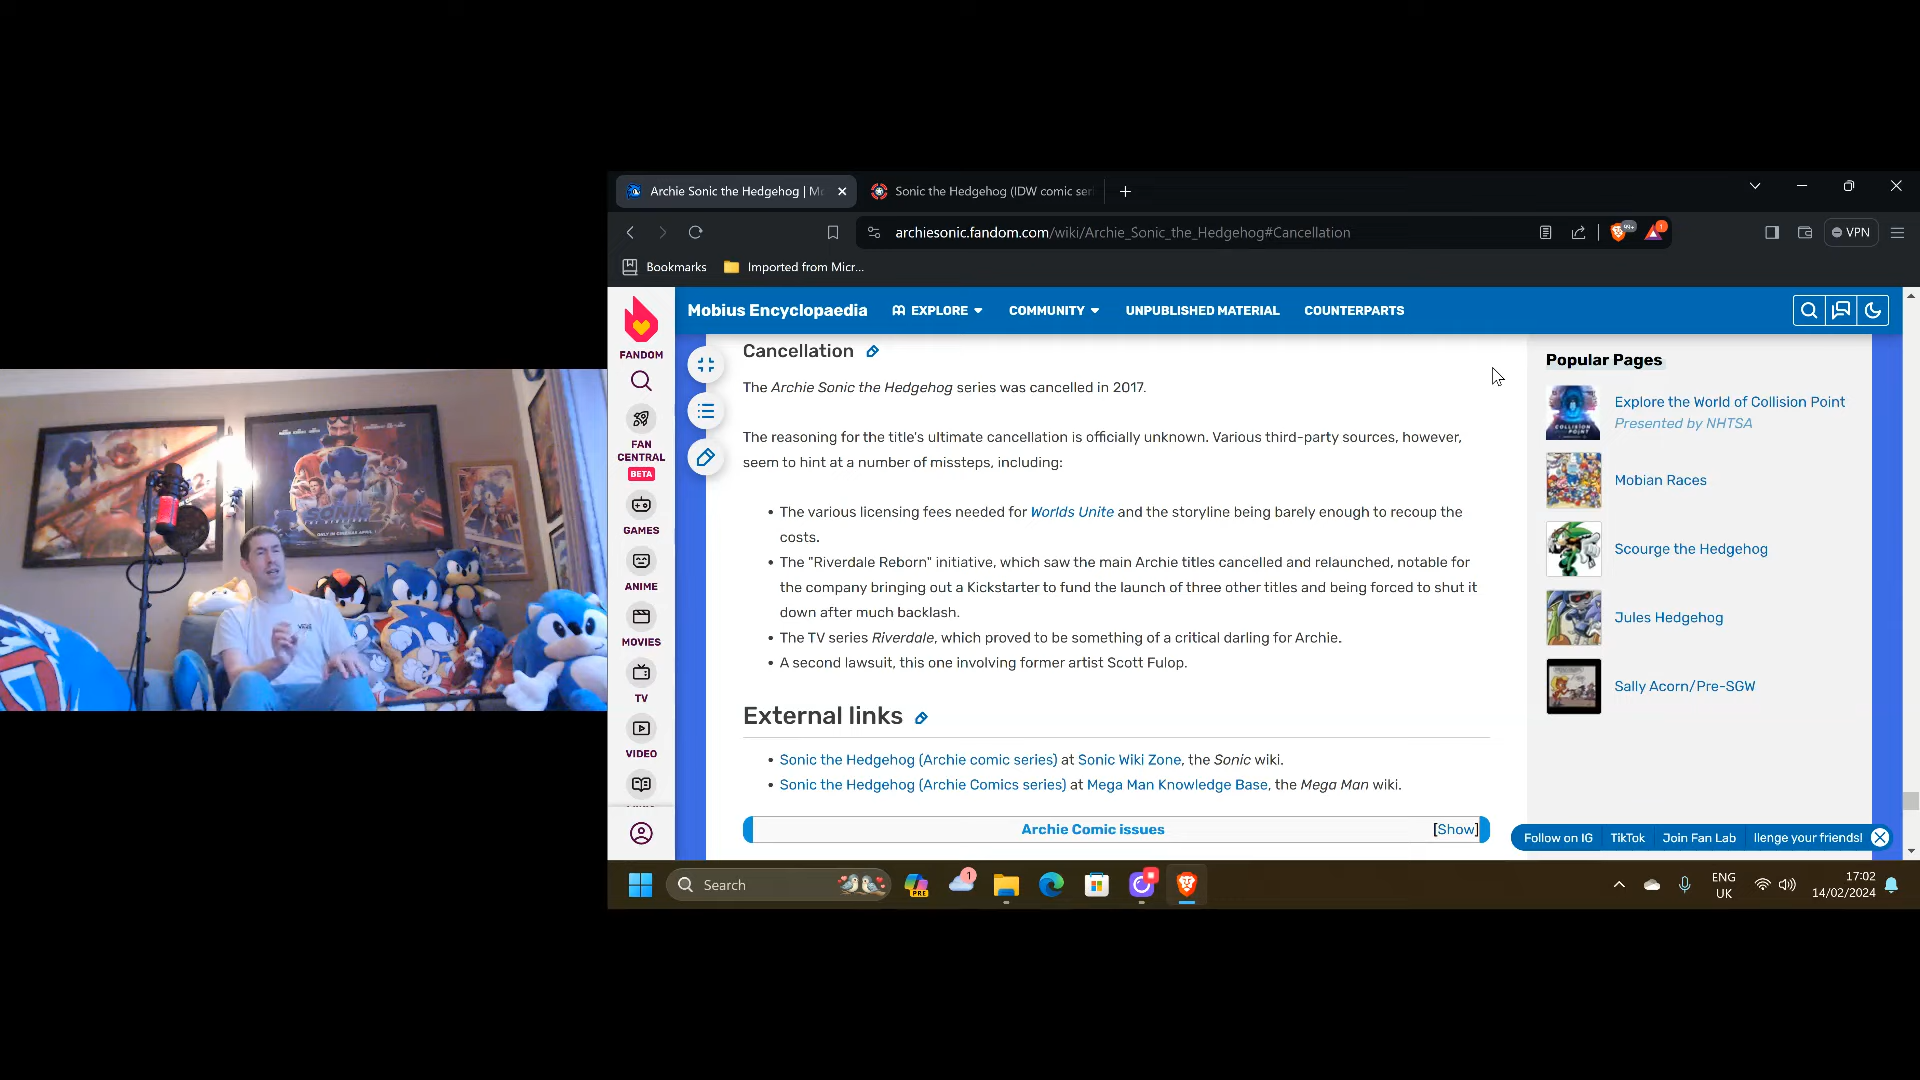 Archie Sonic the Hedgehog | Mo
Sonic the Hedgehog (IDW comic ser
archiesonic.fandom.com/wiki/Archie_Sonic_the_Hedgehog#Cancellation
99+
1
VPN
Bookmarks
Imported from Micr...
FANDOM
FAN CENTRAL
BETA
GAMES
ANIME
MOVIES
TV
VIDEO
Mobius Encyclopaedia
EXPLORE
COMMUNITY
UNPUBLISHED MATERIAL
COUNTERPARTS
Cancellation
The Archie Sonic the Hedgehog series was cancelled in 2017.
The reasoning for the title's ultimate cancellation is officially unknown. Various third-party sources, however,
seem to hint at a number of missteps, including:
• The various licensing fees needed for Worlds Unite and the storyline being barely enough to recoup the
costs.
• The "Riverdale Reborn" initiative, which saw the main Archie titles cancelled and relaunched, notable for
the company bringing out a Kickstarter to fund the launch of three other titles and being forced to shut it
down after much backlash.
• The TV series Riverdale, which proved to be something of a critical darling for Archie.
• A second lawsuit, this one involving former artist Scott Fulop.
External links
• Sonic the Hedgehog (Archie comic series) at Sonic Wiki Zone, the Sonic wiki.
• Sonic the Hedgehog (Archie Comics series) at Mega Man Knowledge Base, the Mega Man wiki.
Archie Comic issues
[Show]
Popular Pages
Explore the World of Collision Point
Presented by NHTSA
Mobian Races
Scourge the Hedgehog
Jules Hedgehog
Sally Acorn/Pre-SGW
Follow on IG
TikTok
Join Fan Lab
llenge your friends!
Search
PRE
1
ENG
UK
17:02
14/02/2024
SONIC